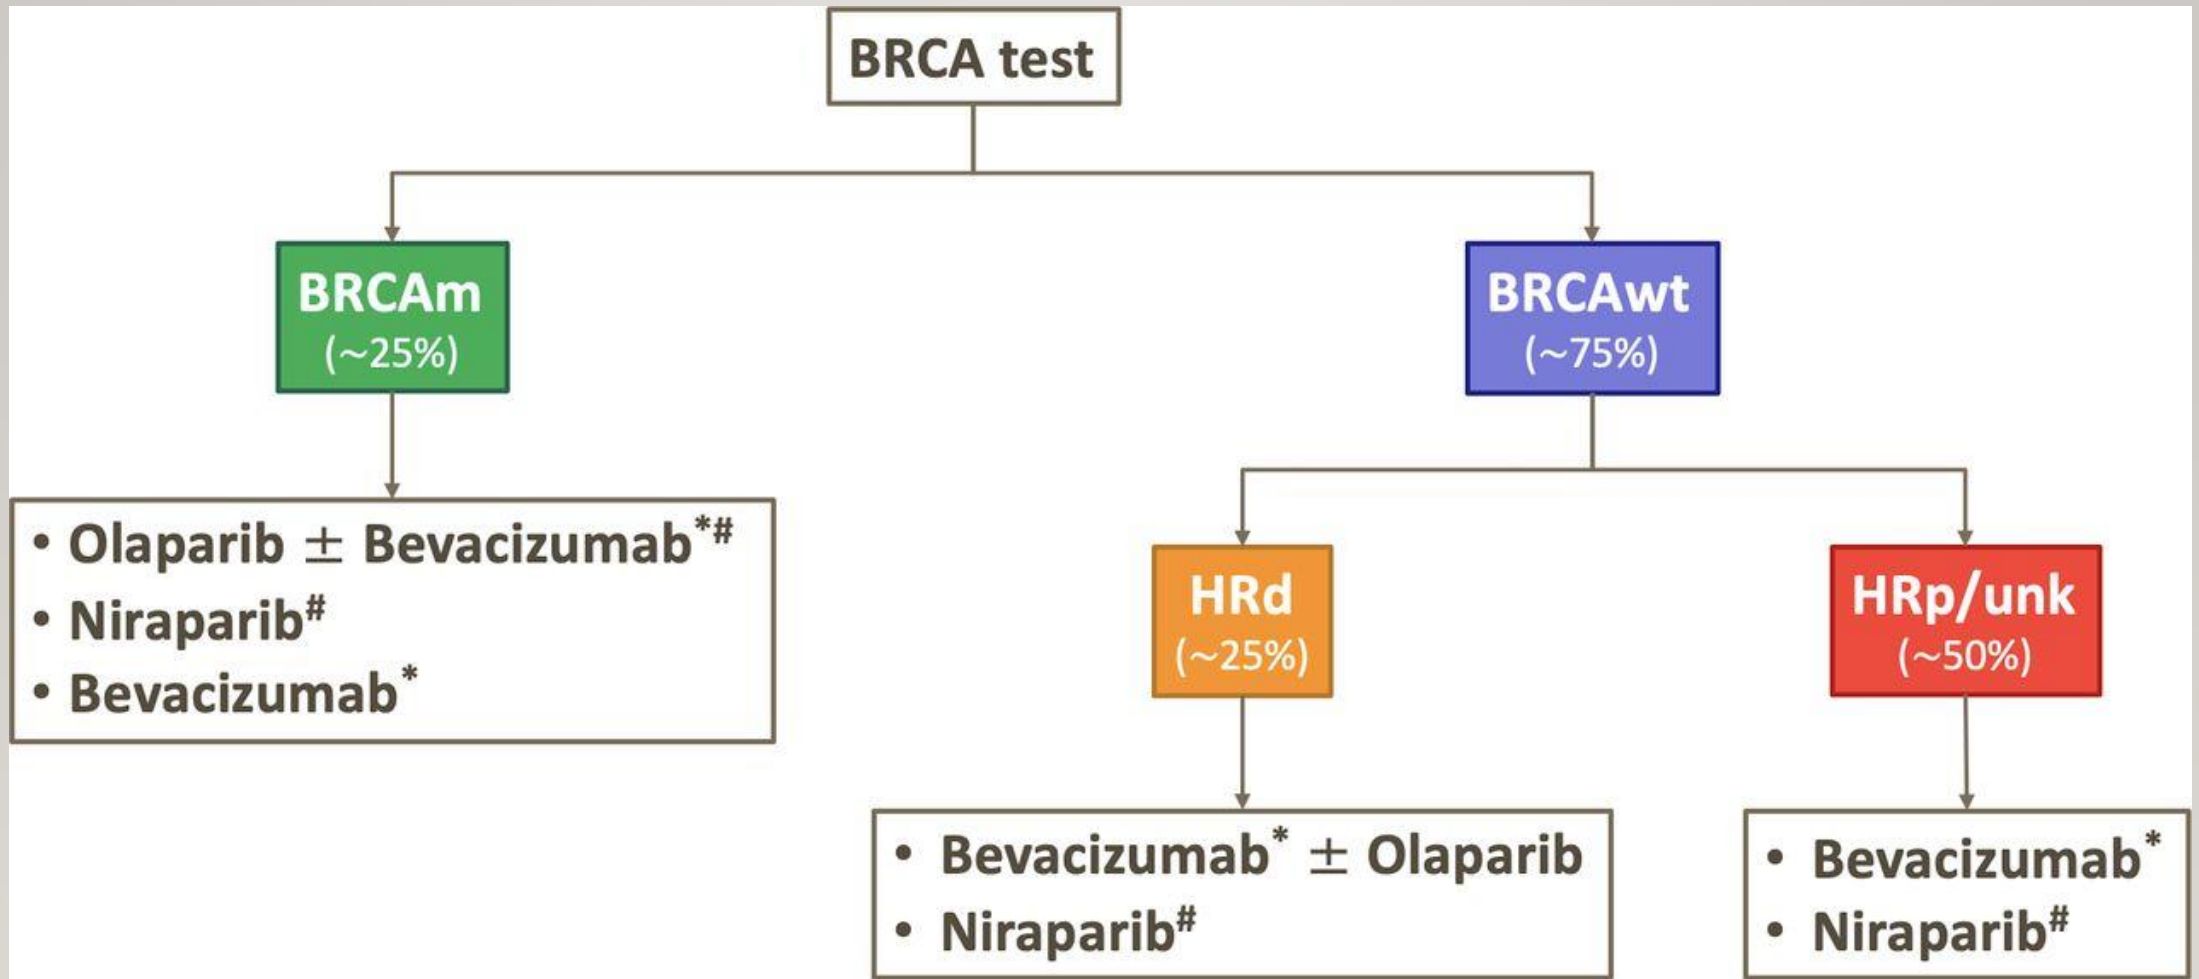 BRCA test
BRCAm
(~25%)
BRCAwt
(~75%)
• Olaparib ± Bevacizumab*#
• Niraparib#
• Bevacizumab*
HRd
(~25%)
HRp/unk
(~50%)
• Bevacizumab* ± Olaparib
• Niraparib#
• Bevacizumab*
• Niraparib#